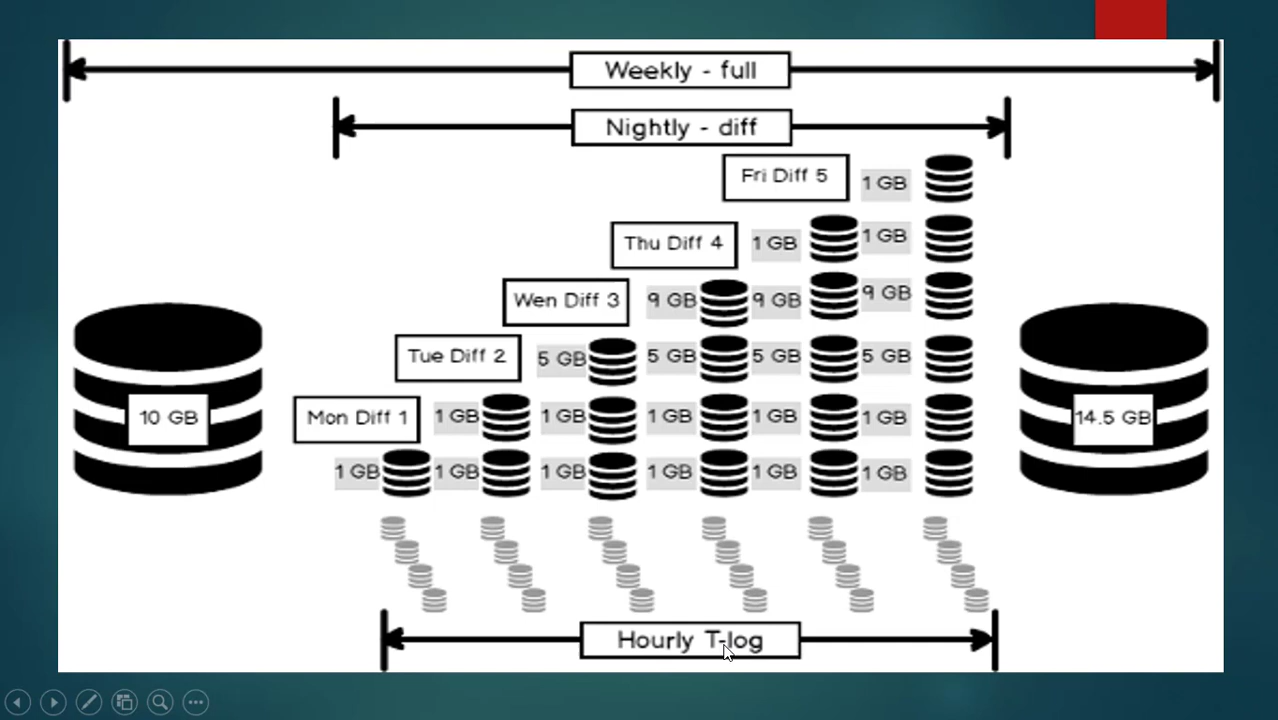 Weekly - full
Nightly - diff
Fri Diff 5
1 GB
Thu Diff 4
1 GB
1 GB
Wen Diff 3
9 GB
9 GB
9 GB
Tue Diff 2
5 GB
5 GB
5 GB
5 GB
10 GB
Mon Diff 1
1 GB
1 GB
1 GB
1 GB
1 GB
14.5 GB
1 GB
1 GB
1 GB
1 GB
1 GB
1 GB
Hourly T-log